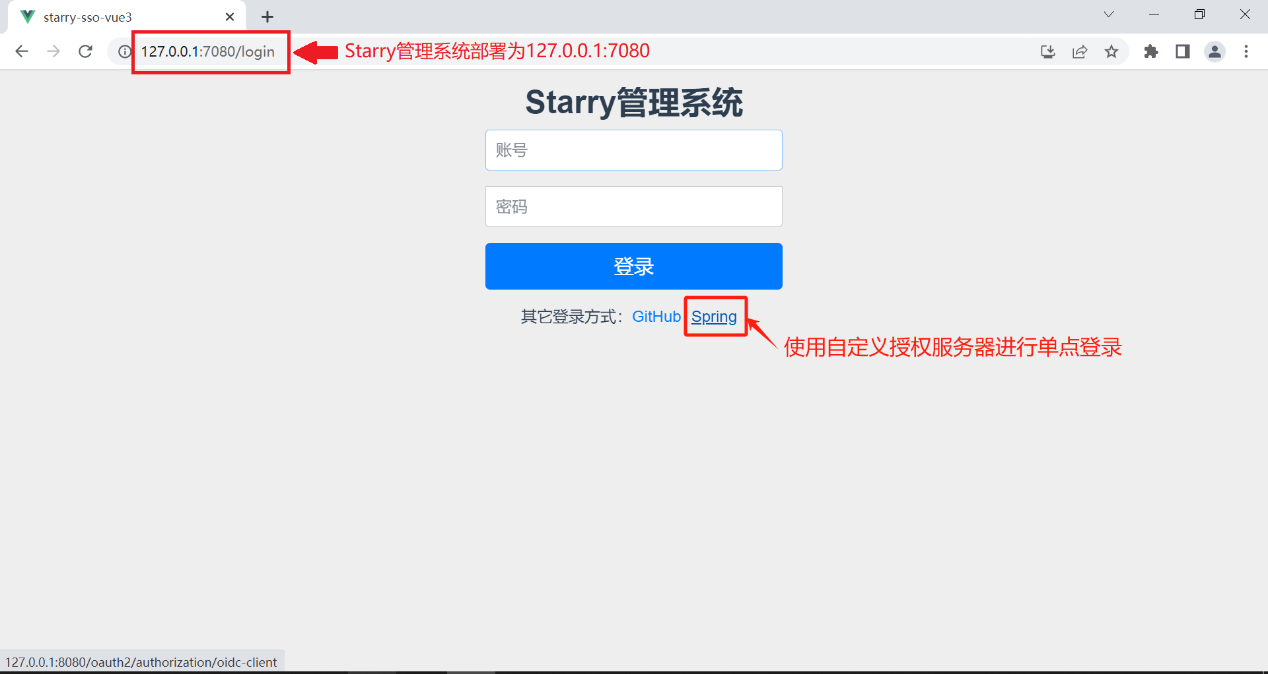 starry-sso-vue3
127.0.0.1:7080/login
Starry管理系统部署为127.0.0.1:7080
Starry管理系统
账号
密码
登录
其它登录方式：GitHub Spring
使用自定义授权服务器进行单点登录
127.0.0.1:8080/oauth2/authorization/oidc-client